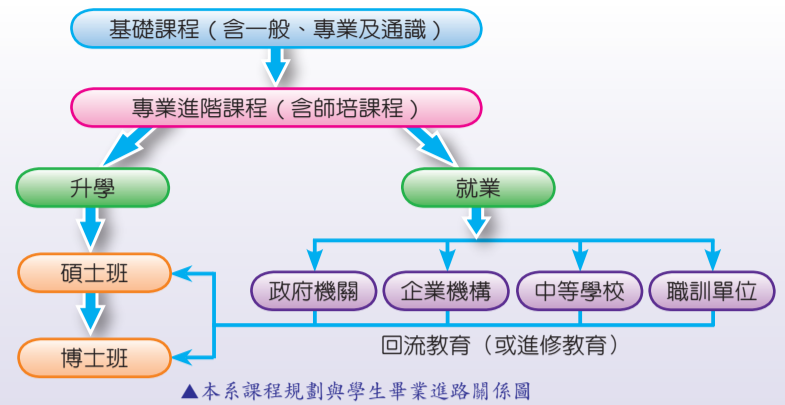 基礎課程（含一般、專業及通識）
專業進階課程（含師培課程）
升學
就業
碩士班
政府機關
企業機構
中等學校
職訓單位
博士班
回流教育（或進修教育）
▲本系課程規劃與學生畢業進路關係圖